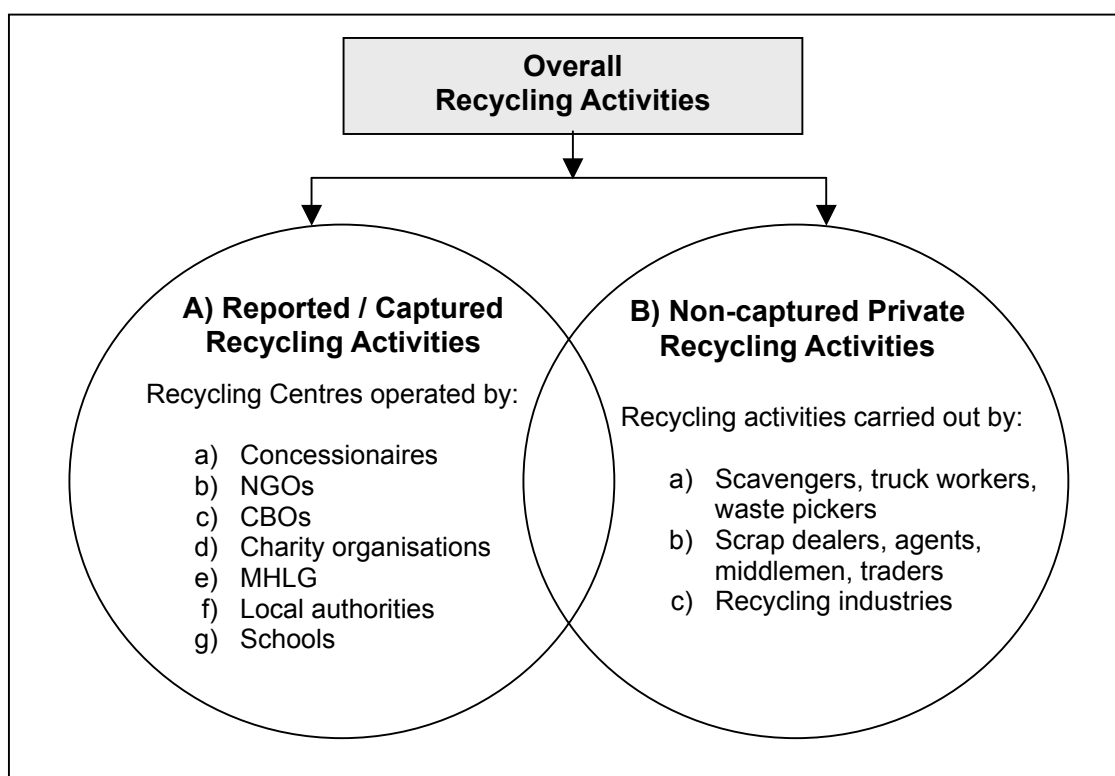 Overall
Recycling Activities
A) Reported / Captured
Recycling Activities
Recycling Centres operated by:
a) Concessionaires
b) NGOs
c) CBOs
d) Charity organisations
e) MHLG
f) Local authorities
g) Schools
B) Non-captured Private
Recycling Activities
Recycling activities carried out by:
a) Scavengers, truck workers,
waste pickers
b) Scrap dealers, agents,
middlemen, traders
c) Recycling industries